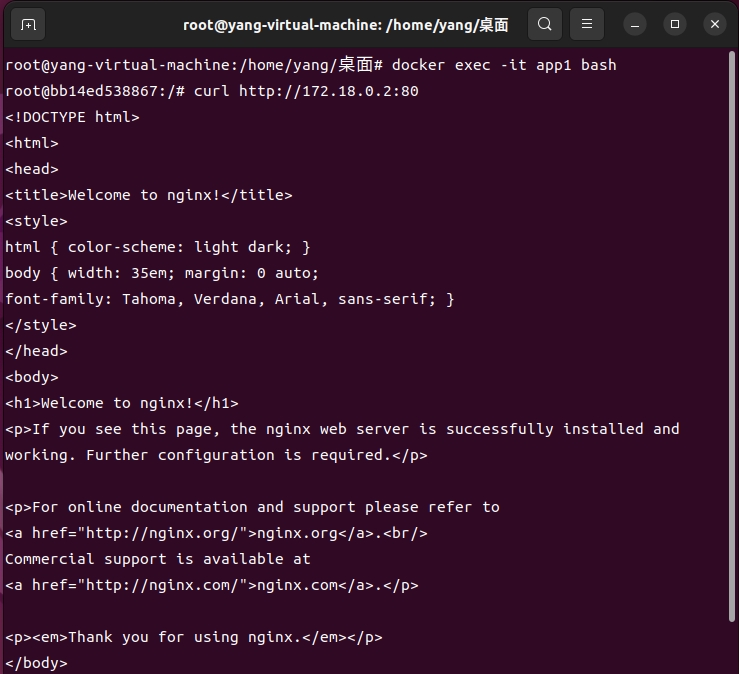 root@yang-virtual-machine: /home/yang/桌面
root@yang-virtual-machine:/home/yang/桌面# docker exec -it app1 bash
root@bb14ed538867:/# curl http://172.18.0.2:80
<!DOCTYPE html>
<html>
<head>
<title>Welcome to nginx!</title>
<style>
html { color-scheme: light dark; }
body { width: 35em; margin: 0 auto;
font-family: Tahoma, Verdana, Arial, sans-serif; }
</style>
</head>
<body>
<h1>Welcome to nginx!</h1>
<p>If you see this page, the nginx web server is successfully installed and
working. Further configuration is required.</p>
<p>For online documentation and support please refer to
<a href="http://nginx.org/">nginx.org</a>.<br/>
Commercial support is available at
<a href="http://nginx.com/">nginx.com</a>.</p>
<p><em>Thank you for using nginx.</em></p>
</body>